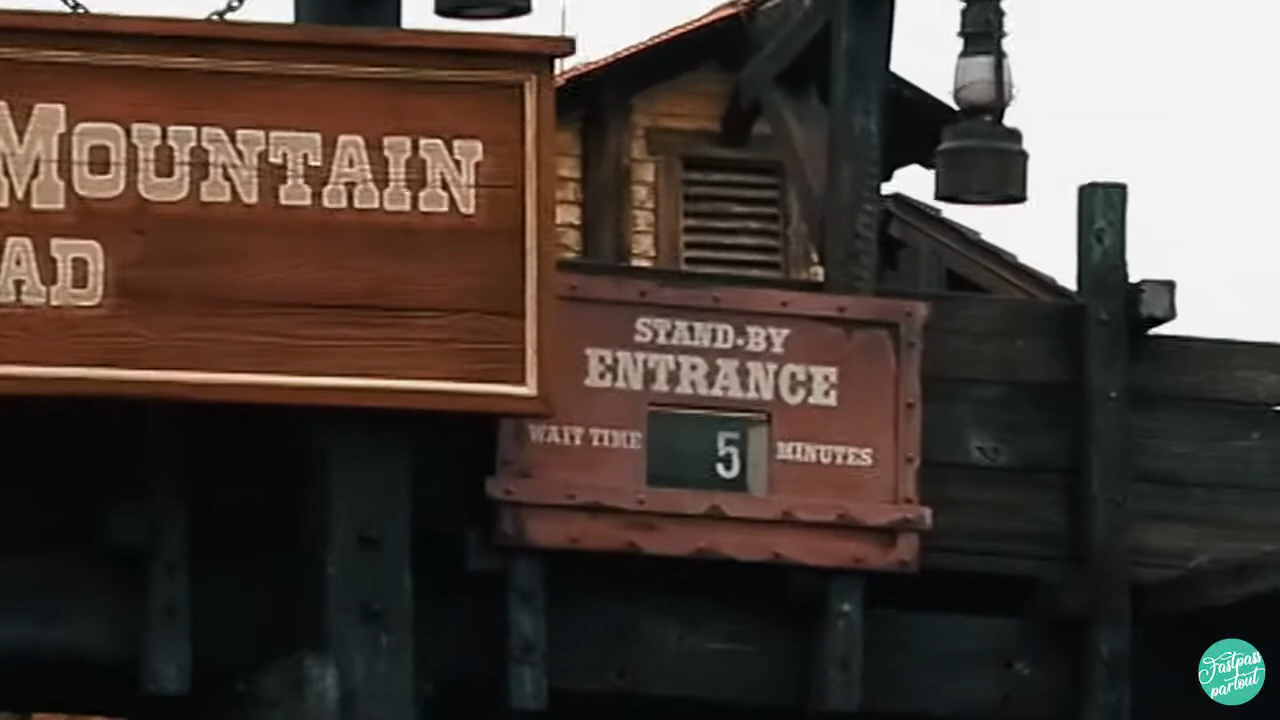 MOUNTAIN
AD
STAND-BY
ENTRANCE
WAIT TIME 5 MINUTES
Fastpass
partout